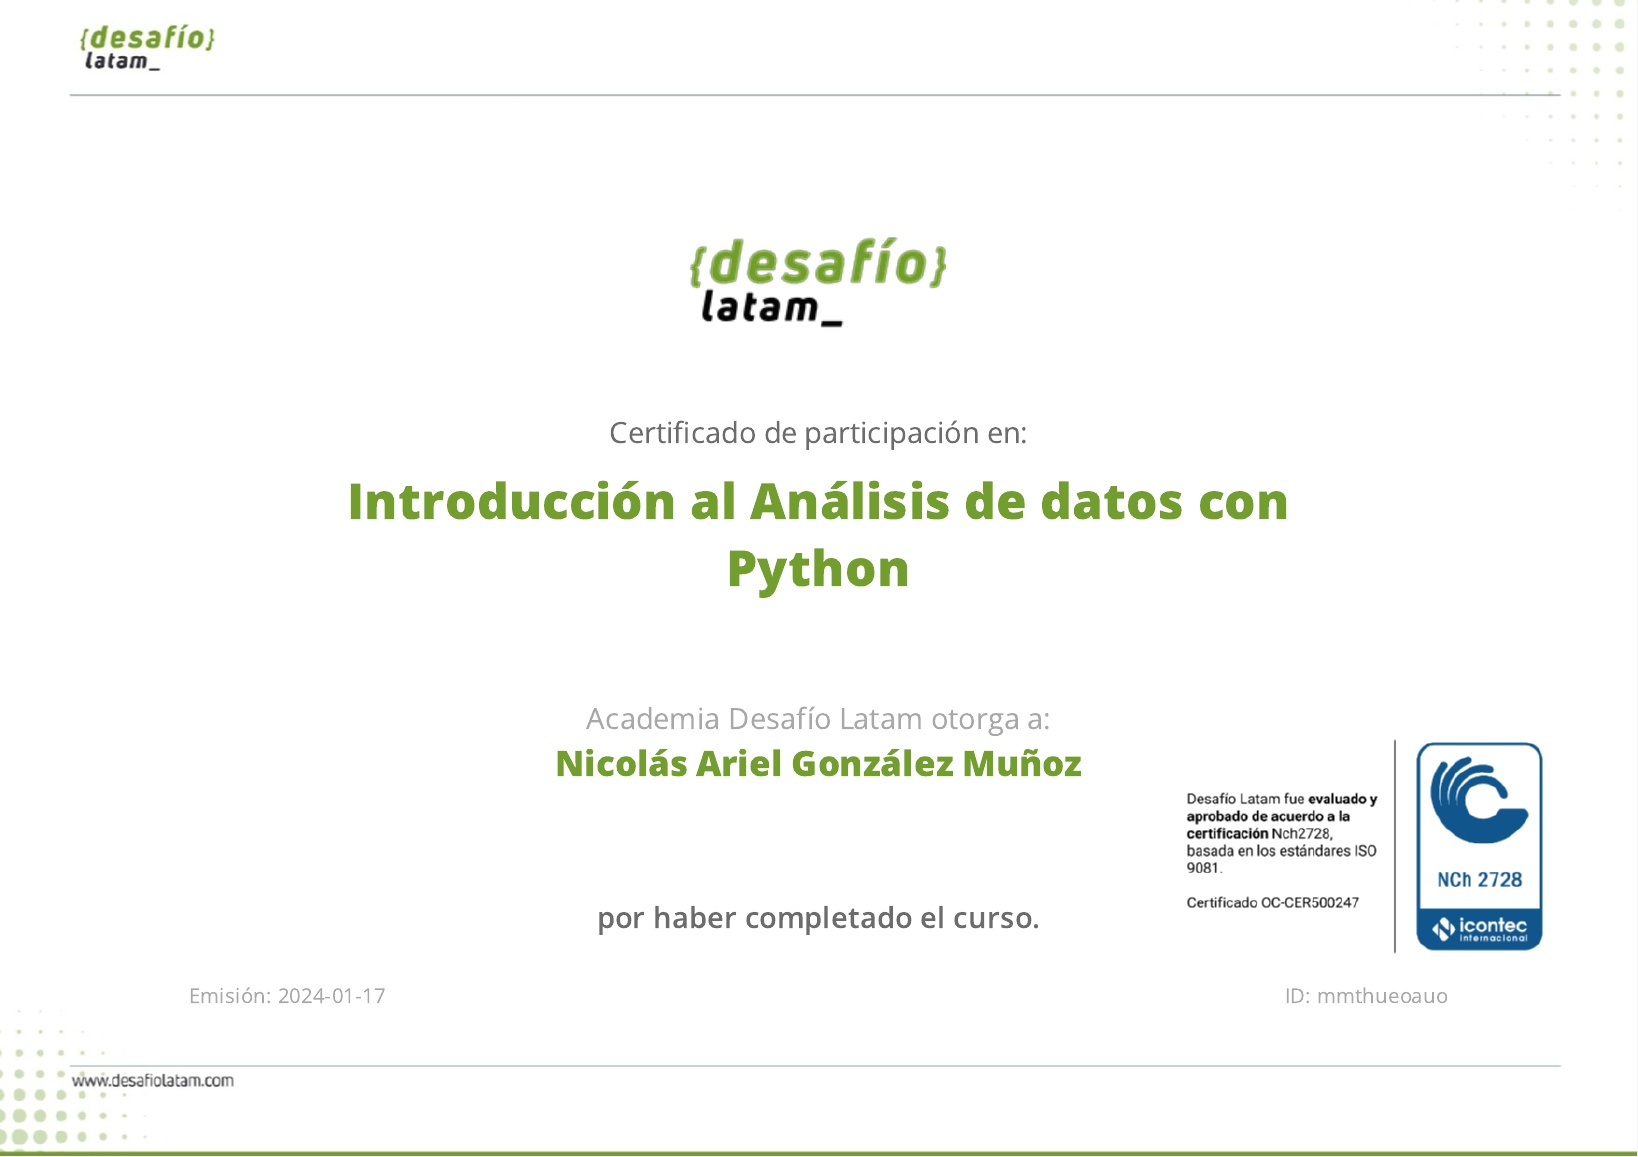 {desafío}
latam_
{desafío}
latam_
Certificado de participación en:
Introducción al Análisis de datos con
Python
Academia Desafío Latam otorga a:
Nicolás Ariel González Muñoz
Desafío Latam fue evaluado y
aprobado de acuerdo a la
certificación Nch2728,
basada en los estándares ISO
9081.
Certificado OC-CER500247
NCh 2728
icontec
internacional
por haber completado el curso.
Emisión: 2024-01-17
ID: mmthueoauo
www.desafiolatam.com